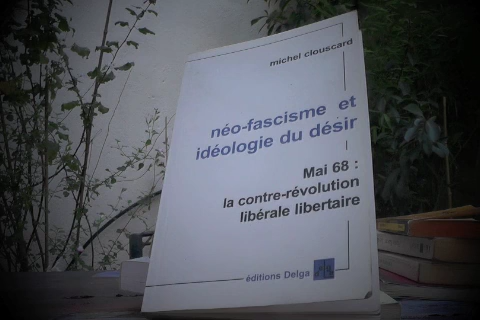 michel clouscard
néo-fascisme et
idéologie du désir
Mai 68 :
la contre-révolution
libérale libertaire
éditions Delga